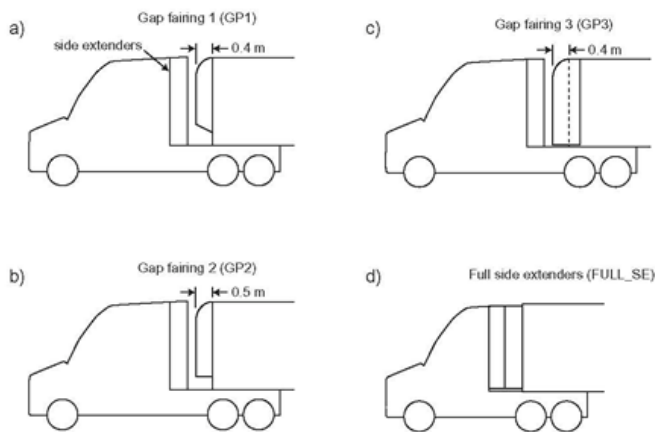 a)
Gap fairing 1 (GP1)
side extenders
0.4 m
c)
Gap fairing 3 (GP3)
0.4 m
b)
Gap fairing 2 (GP2)
0.5 m
d)
Full side extenders (FULL_SE)